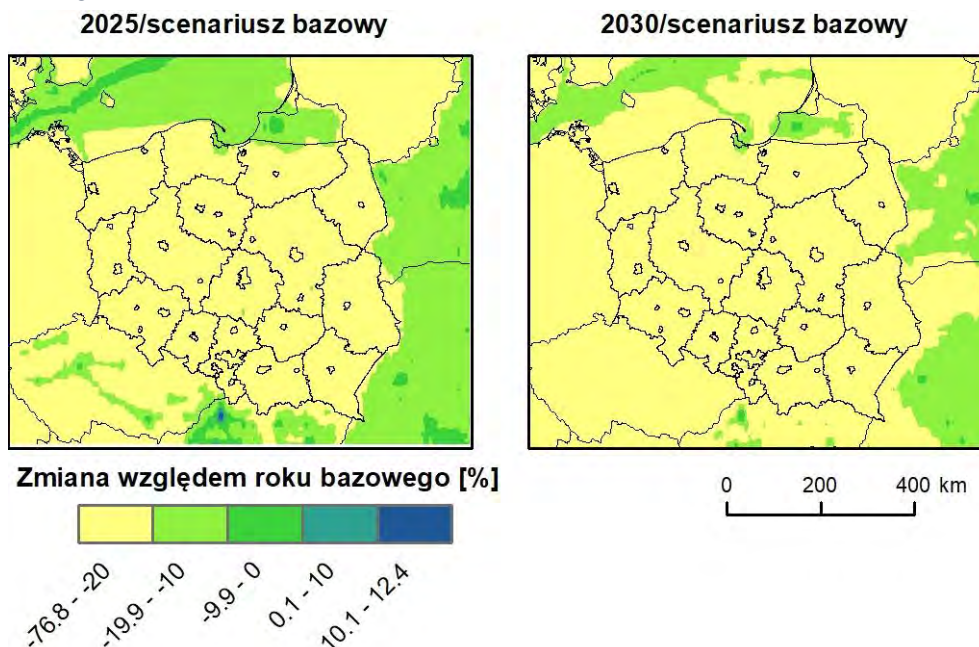 2025/scenariusz bazowy
2030/scenariusz bazowy
Zmiana względem roku bazowego [%]
-76.8 - -20
-19.9 - -10
-9.9 - 0
0.1 - 10
10.1 - 12.4
0 200 400 km